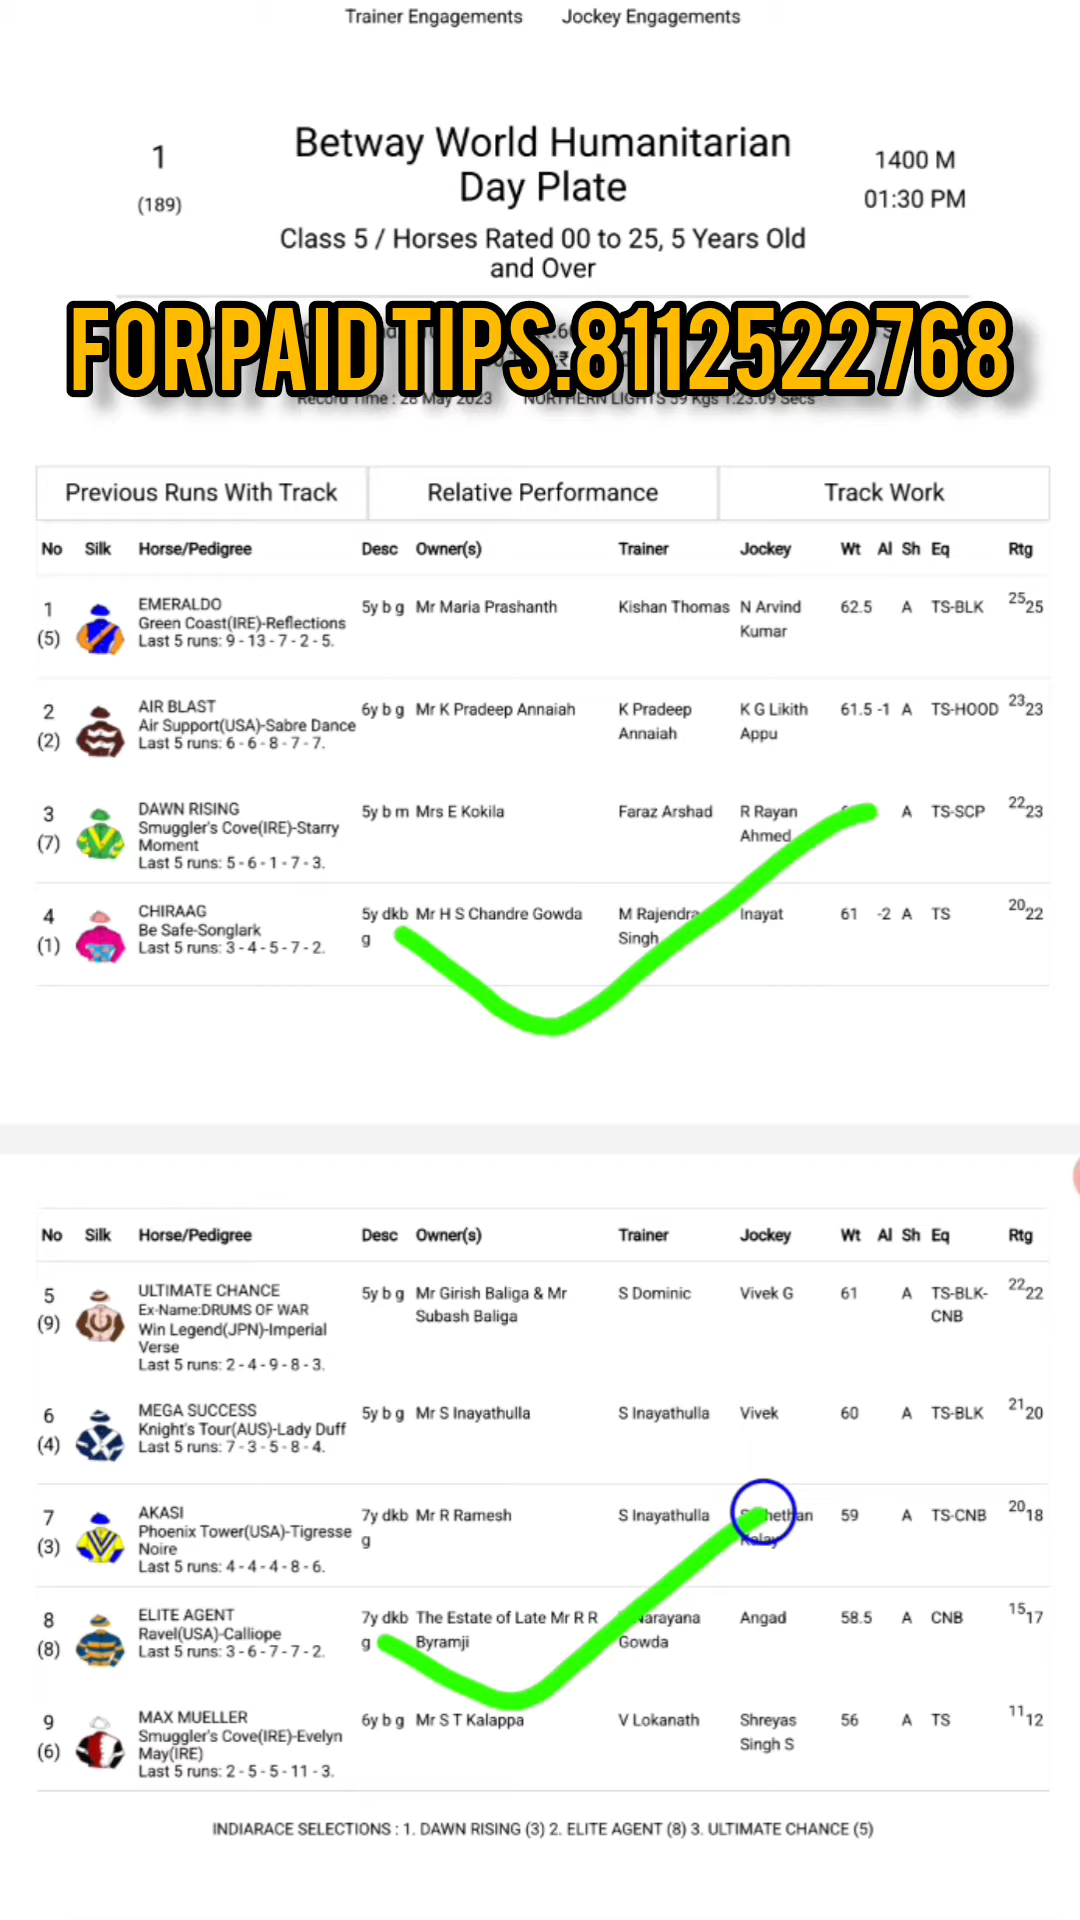 Trainer Engagements Jockey Engagements
1 Betway World Humanitarian 1400 M
(189) Day Plate 01:30 PM
Class 5 / Horses Rated 00 to 25, 5 Years Old
and Over
FOR PAID TIPS.8112522768
Record Time : 28 May 2023 NORTHERN LIGHTS 59 Kgs 1:23.09 Secs
Previous Runs With Track Relative Performance Track Work
No Silk Horse/Pedigree Desc Owner(s) Trainer Jockey Wt Al Sh Eq Rtg
1 EMERALDO 5y b g Mr Maria Prashanth Kishan Thomas N Arvind 62.5 A TS-BLK 25 25
(5) Green Coast(IRE)-Reflections Kumar
Last 5 runs: 9 - 13 - 7 - 2 - 5.
2 AIR BLAST 6y b g Mr K Pradeep Annaiah K Pradeep K G Likith 61.5 -1 A TS-HOOD 23 23
(2) Air Support(USA)-Sabre Dance Annaiah Appu
Last 5 runs: 6 - 6 - 8 - 7 - 7.
3 DAWN RISING 5y b m Mrs E Kokila Faraz Arshad R Rayan A TS-SCP 22 23
(7) Smuggler's Cove(IRE)-Starry Ahmed
Moment
Last 5 runs: 5 - 6 - 1 - 7 - 3.
4 CHIRAAG 5y dkb Mr H S Chandre Gowda M Rajendra Inayat 61 -2 A TS 20 22
(1) Be Safe-Songlark g Singh
Last 5 runs: 3 - 4 - 5 - 7 - 2.
No Silk Horse/Pedigree Desc Owner(s) Trainer Jockey Wt Al Sh Eq Rtg
5 ULTIMATE CHANCE 5y b g Mr Girish Baliga & Mr S Dominic Vivek G 61 A TS-BLK- 22 22
(9) Ex-Name:DRUMS OF WAR Subash Baliga CNB
Win Legend(JPN)-Imperial
Verse
Last 5 runs: 2 - 4 - 9 - 8 - 3.
6 MEGA SUCCESS 5y b g Mr S Inayathulla S Inayathulla Vivek 60 A TS-BLK 21 20
(4) Knight's Tour(AUS)-Lady Duff
Last 5 runs: 7 - 3 - 5 - 8 - 4.
7 AKASI 7y dkb Mr R Ramesh S Inayathulla 59 A TS-CNB 20 18
(3) Phoenix Tower(USA)-Tigresse g
Noire
Last 5 runs: 4 - 4 - 4 - 8 - 6.
8 ELITE AGENT 7y dkb The Estate of Late Mr R R Narayana Angad 58.5 A CNB 15 17
(8) Ravel(USA)-Calliope g Byramji Gowda
Last 5 runs: 3 - 6 - 7 - 7 - 2.
9 MAX MUELLER 6y b g Mr S T Kalappa V Lokanath Shreyas 56 A TS 11 12
(6) Smuggler's Cove(IRE)-Evelyn Singh S
May(IRE)
Last 5 runs: 2 - 5 - 5 - 11 - 3.
INDIARACE SELECTIONS : 1. DAWN RISING (3) 2. ELITE AGENT (8) 3. ULTIMATE CHANCE (5)